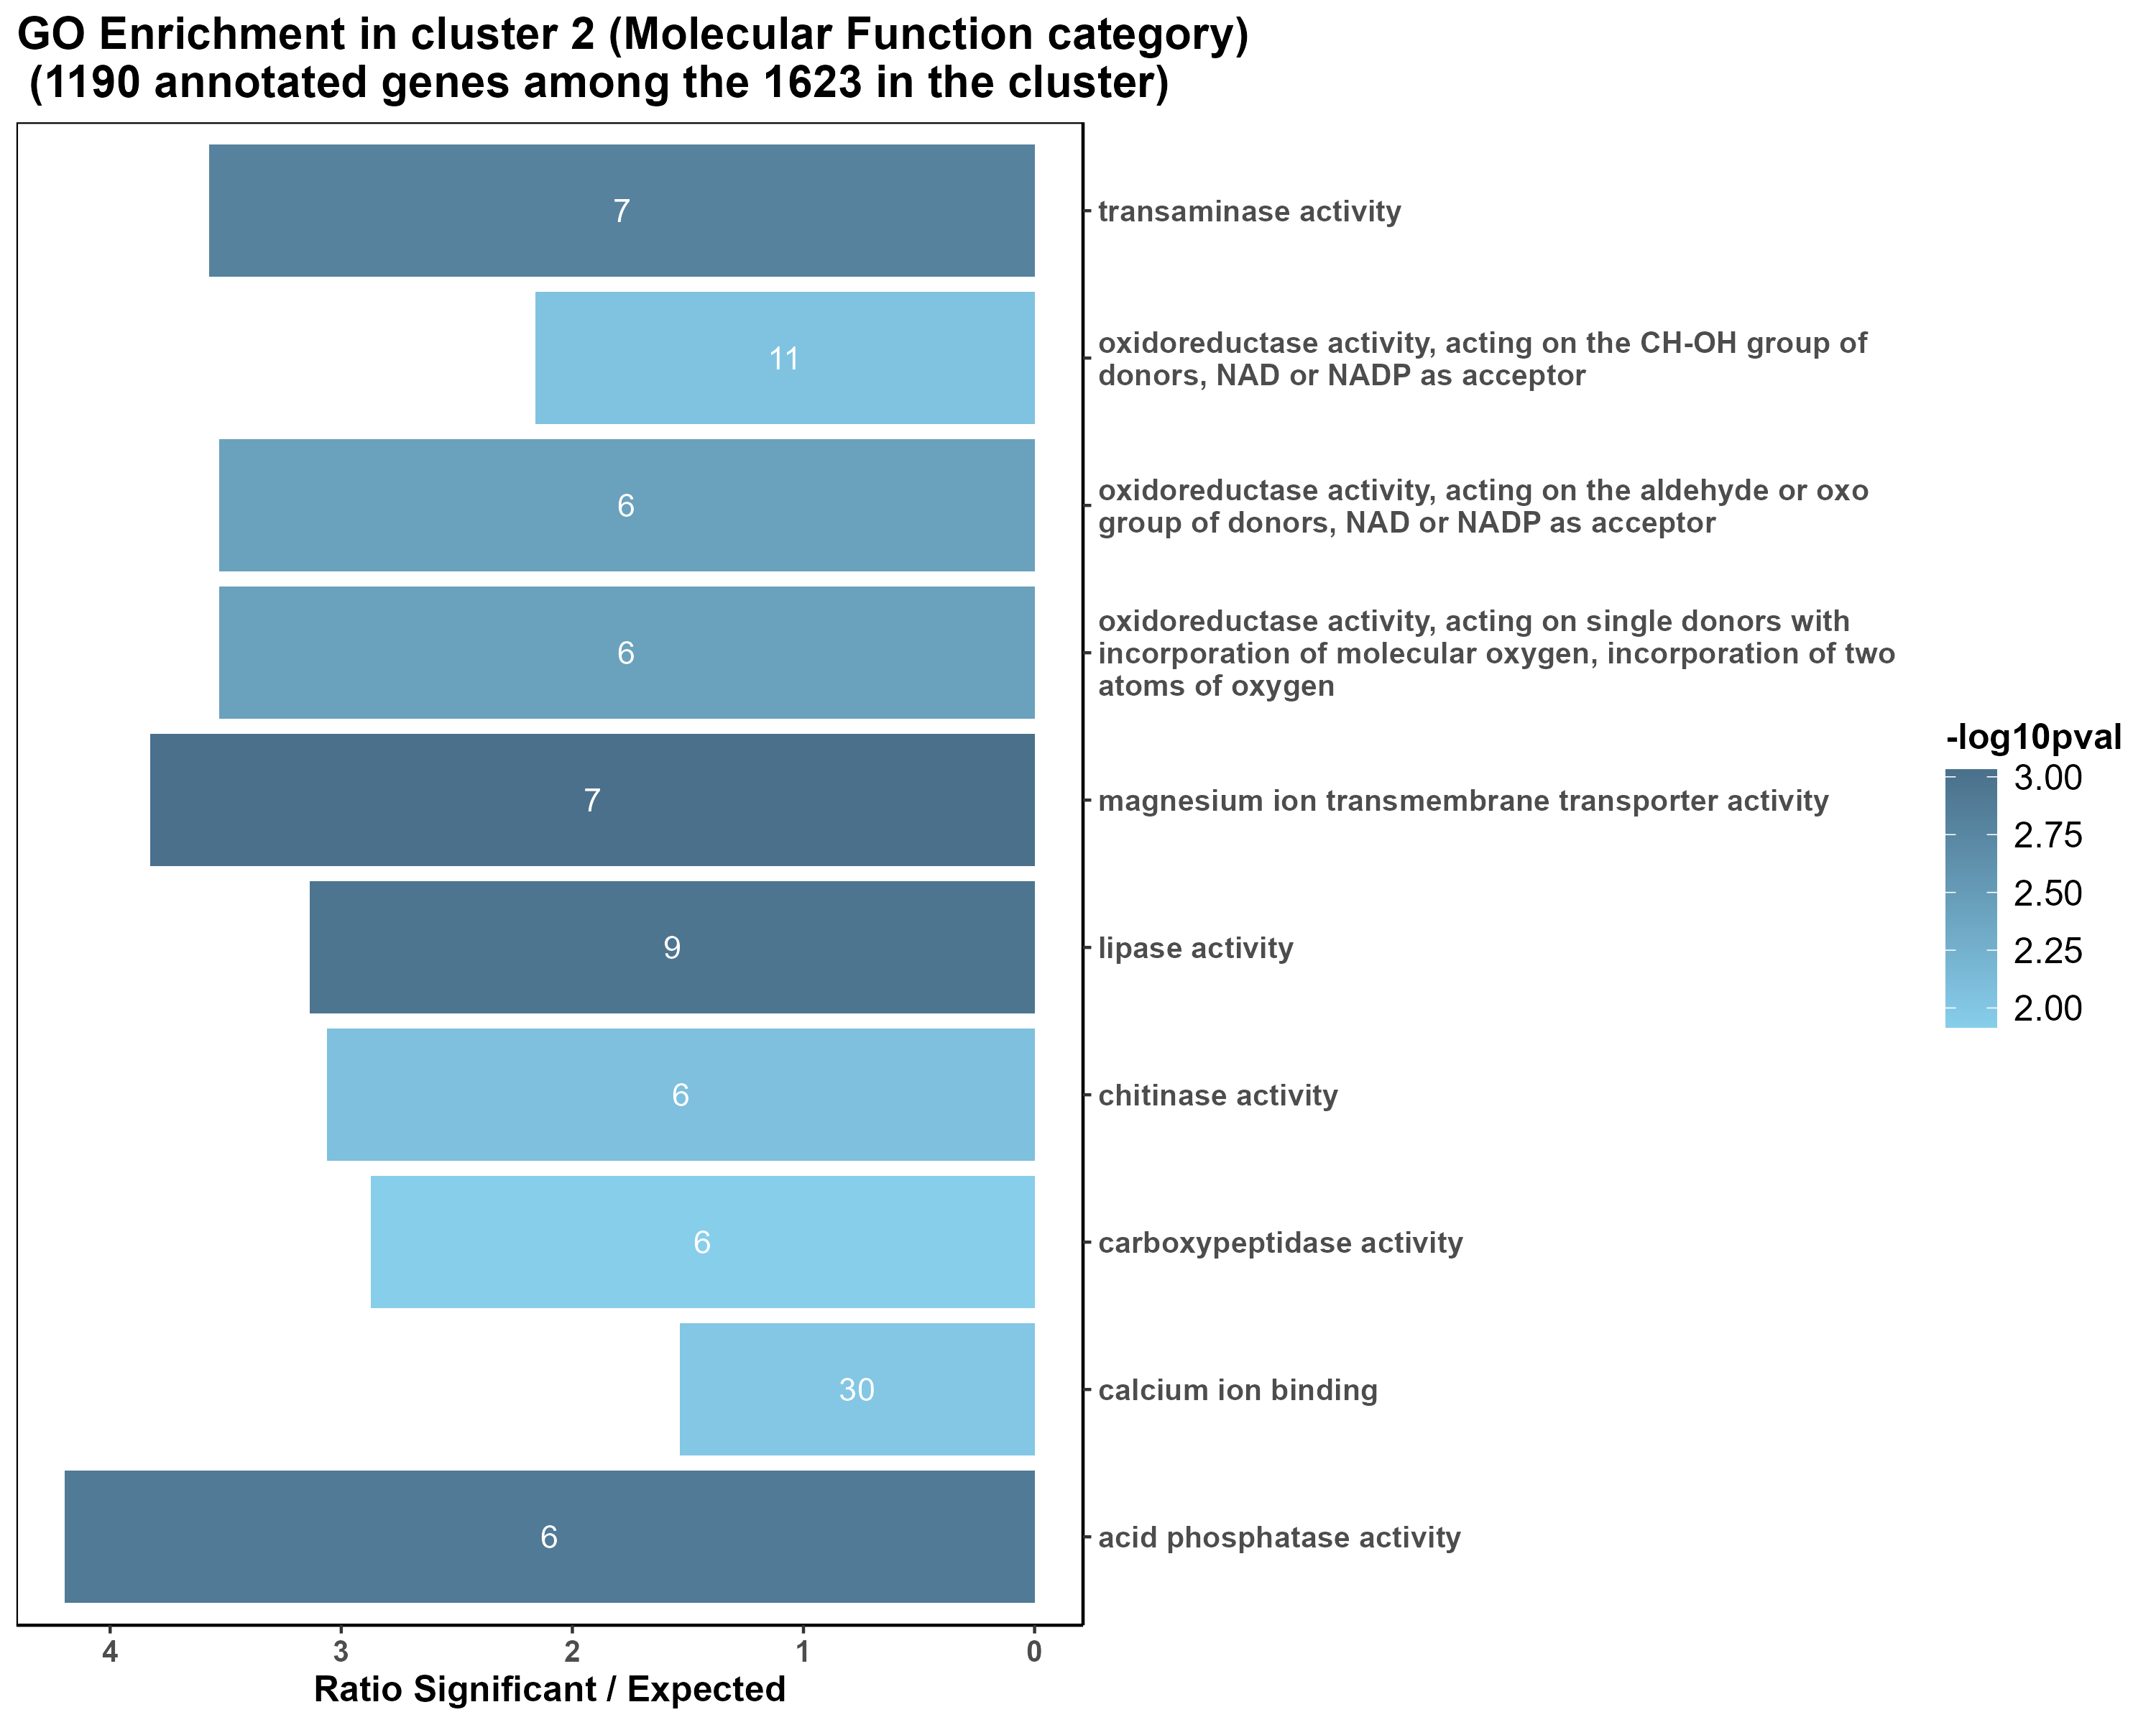 GO Enrichment in cluster 2 (Molecular Function category)
(1190 annotated genes among the 1623 in the cluster)
7
transaminase activity
11
oxidoreductase activity, acting on the CH-OH group of
donors, NAD or NADP as acceptor
6
oxidoreductase activity, acting on the aldehyde or oxo
group of donors, NAD or NADP as acceptor
6
oxidoreductase activity, acting on single donors with
incorporation of molecular oxygen, incorporation of two
atoms of oxygen
7
magnesium ion transmembrane transporter activity
9
lipase activity
6
chitinase activity
6
carboxypeptidase activity
30
calcium ion binding
6
acid phosphatase activity
4 3 2 1 0
Ratio Significant / Expected
-log10pval
3.00
2.75
2.50
2.25
2.00